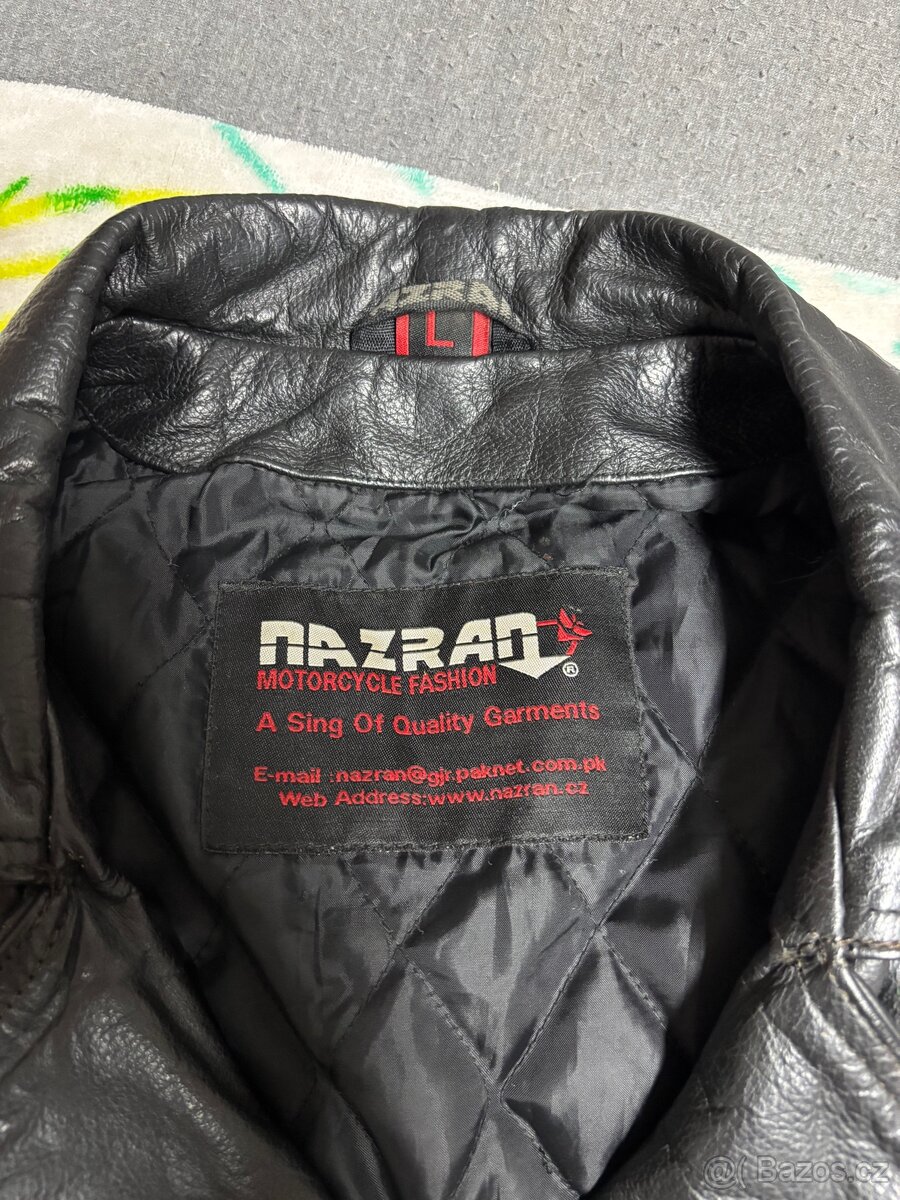 NAZRAN
L
NAZRAN ®
MOTORCYCLE FASHION
A Sing Of Quality Garments
E-mail :nazran@gjr.paknet.com.pk
Web Address:www.nazran.cz
@ Bazos.cz